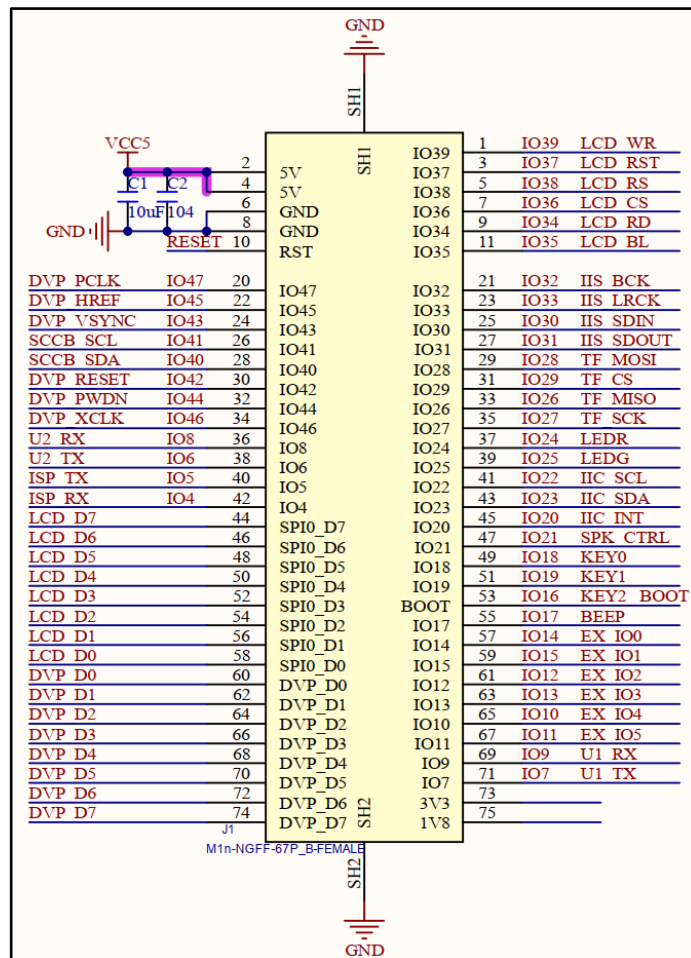 GND
SH1
VCC5
C1 C2
10uF 104
GND
RESET
SH1
2 5V IO39 1 IO39 LCD_WR
4 5V IO37 3 IO37 LCD_RST
6 GND IO38 5 IO38 LCD_RS
8 GND IO36 7 IO36 LCD_CS
10 RST IO34 9 IO34 LCD_RD
IO35 11 IO35 LCD_BL
DVP_PCLK IO47 20 IO47 IO32 21 IO32 IIS_BCK
DVP_HREF IO45 22 IO45 IO33 23 IO33 IIS_LRCK
DVP_VSYNC IO43 24 IO43 IO30 25 IO30 IIS_SDIN
SCCB_SCL IO41 26 IO41 IO31 27 IO31 IIS_SDOUT
SCCB_SDA IO40 28 IO40 IO28 29 IO28 TF_MOSI
DVP_RESET IO42 30 IO42 IO29 31 IO29 TF_CS
DVP_PWDN IO44 32 IO44 IO26 33 IO26 TF_MISO
DVP_XCLK IO46 34 IO46 IO27 35 IO27 TF_SCK
U2_RX IO8 36 IO8 IO24 37 IO24 LEDR
U2_TX IO6 38 IO6 IO25 39 IO25 LEDG
ISP_TX IO5 40 IO5 IO22 41 IO22 IIC_SCL
ISP_RX IO4 42 IO4 IO23 43 IO23 IIC_SDA
LCD_D7 44 SPI0_D7 IO20 45 IO20 IIC_INT
LCD_D6 46 SPI0_D6 IO21 47 IO21 SPK_CTRL
LCD_D5 48 SPI0_D5 IO18 49 IO18 KEY0
LCD_D4 50 SPI0_D4 IO19 51 IO19 KEY1
LCD_D3 52 SPI0_D3 BOOT 53 IO16 KEY2_BOOT
LCD_D2 54 SPI0_D2 IO17 55 IO17 BEEP
LCD_D1 56 SPI0_D1 IO14 57 IO14 EX_IO0
LCD_D0 58 SPI0_D0 IO15 59 IO15 EX_IO1
DVP_D0 60 DVP_D0 IO12 61 IO12 EX_IO2
DVP_D1 62 DVP_D1 IO13 63 IO13 EX_IO3
DVP_D2 64 DVP_D2 IO10 65 IO10 EX_IO4
DVP_D3 66 DVP_D3 IO11 67 IO11 EX_IO5
DVP_D4 68 DVP_D4 IO9 69 IO9 U1_RX
DVP_D5 70 DVP_D5 IO7 71 IO7 U1_TX
DVP_D6 72 DVP_D6 3V3 73
DVP_D7 74 DVP_D7 1V8 75
SH2
J1
M1n-NGFF-67P_B-FEMALE
SH2
GND